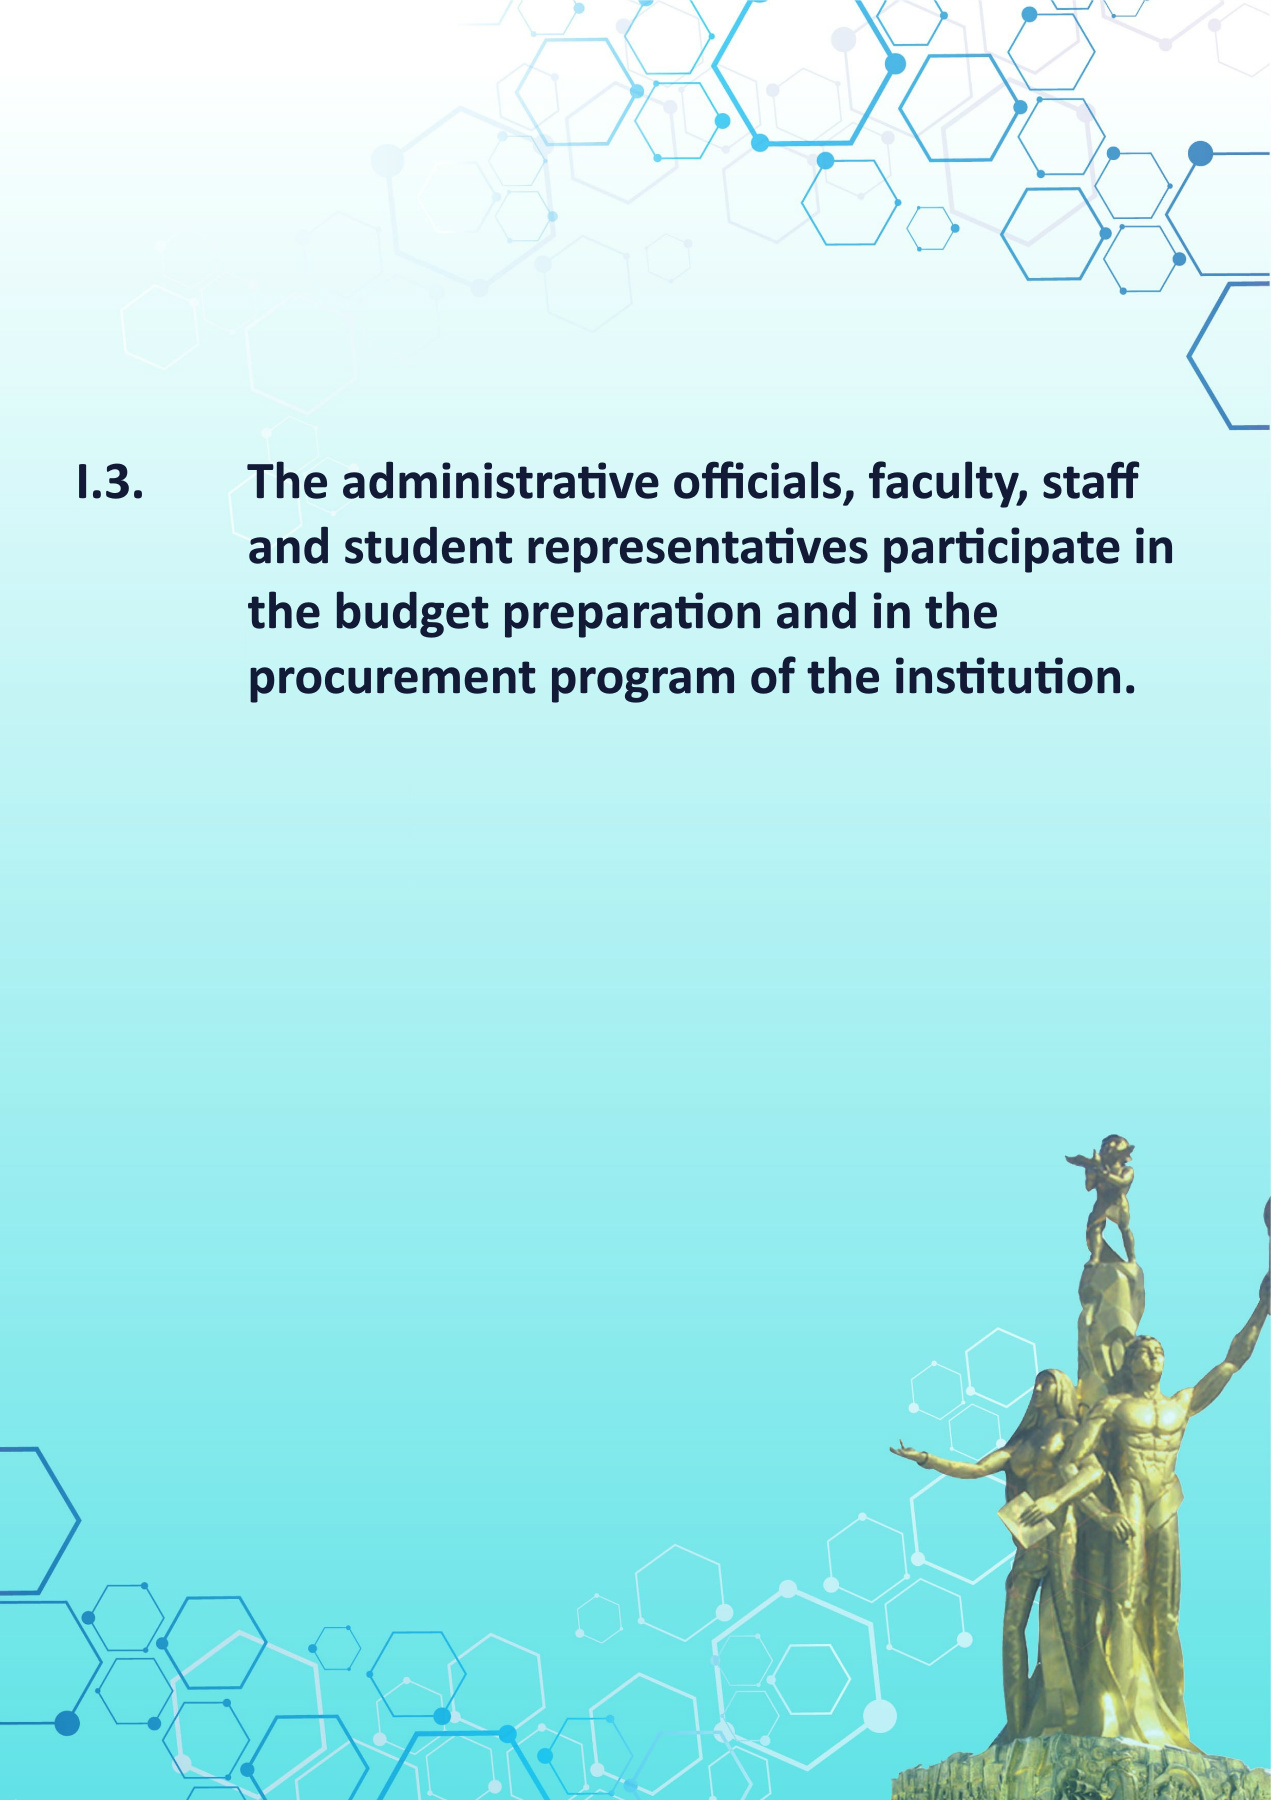 I.3. The administrative officials, faculty, staff
and student representatives participate in
the budget preparation and in the
procurement program of the institution.